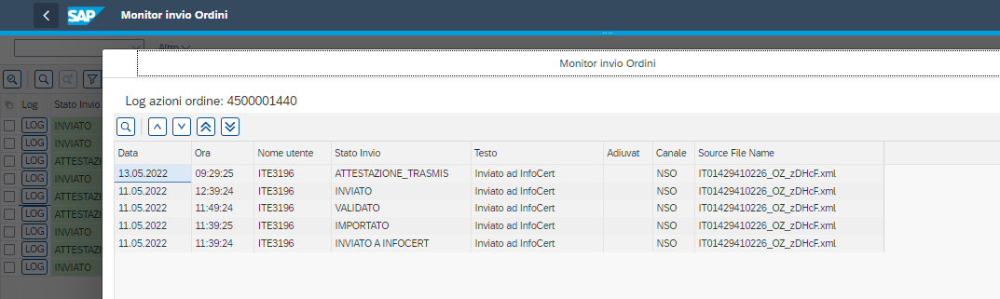 SAP Monitor invio Ordini
Altro
Monitor invio Ordini
Log azioni ordine: 4500001440
Log Stato Invio
LOG INVIATO
LOG INVIATO
LOG ATTESTAZI
LOG INVIATO
LOG ATTESTAZI
LOG ATTESTAZI
LOG INVIATO
LOG ATTESTAZI
LOG INVIATO
Data Ora Nome utente Stato Invio Testo Adiuvat Canale Source File Name
13.05.2022 09:29:25 ITE3196 ATTESTAZIONE_TRASMIS Inviato ad InfoCert NSO IT01429410226_OZ_zDHcF.xml
11.05.2022 12:39:24 ITE3196 INVIATO Inviato ad InfoCert NSO IT01429410226_OZ_zDHcF.xml
11.05.2022 11:49:24 ITE3196 VALIDATO Inviato ad InfoCert NSO IT01429410226_OZ_zDHcF.xml
11.05.2022 11:39:25 ITE3196 IMPORTATO Inviato ad InfoCert NSO IT01429410226_OZ_zDHcF.xml
11.05.2022 11:39:24 ITE3196 INVIATO A INFOCERT Inviato ad InfoCert NSO IT01429410226_OZ_zDHcF.xml